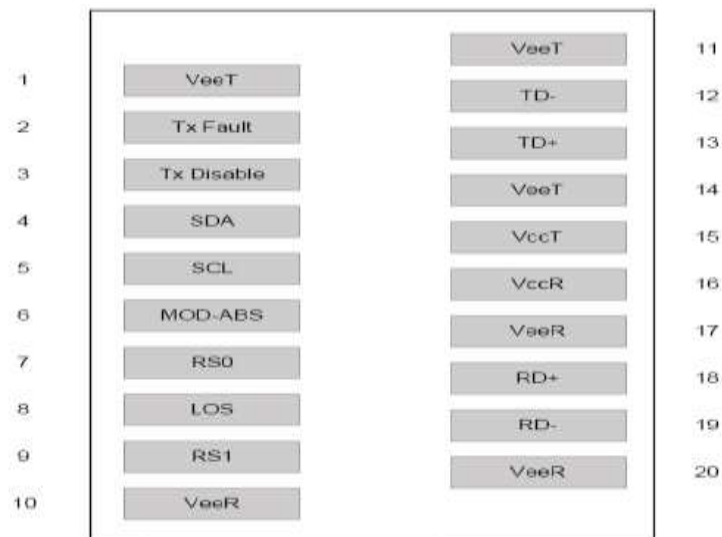 11 VeeT
1 VeeT
12 TD-
2 Tx Fault
13 TD+
3 Tx Disable
14 VeeT
4 SDA
15 VccT
5 SCL
16 VccR
6 MOD-ABS
17 VeeR
7 RS0
18 RD+
8 LOS
19 RD-
9 RS1
20 VeeR
10 VeeR